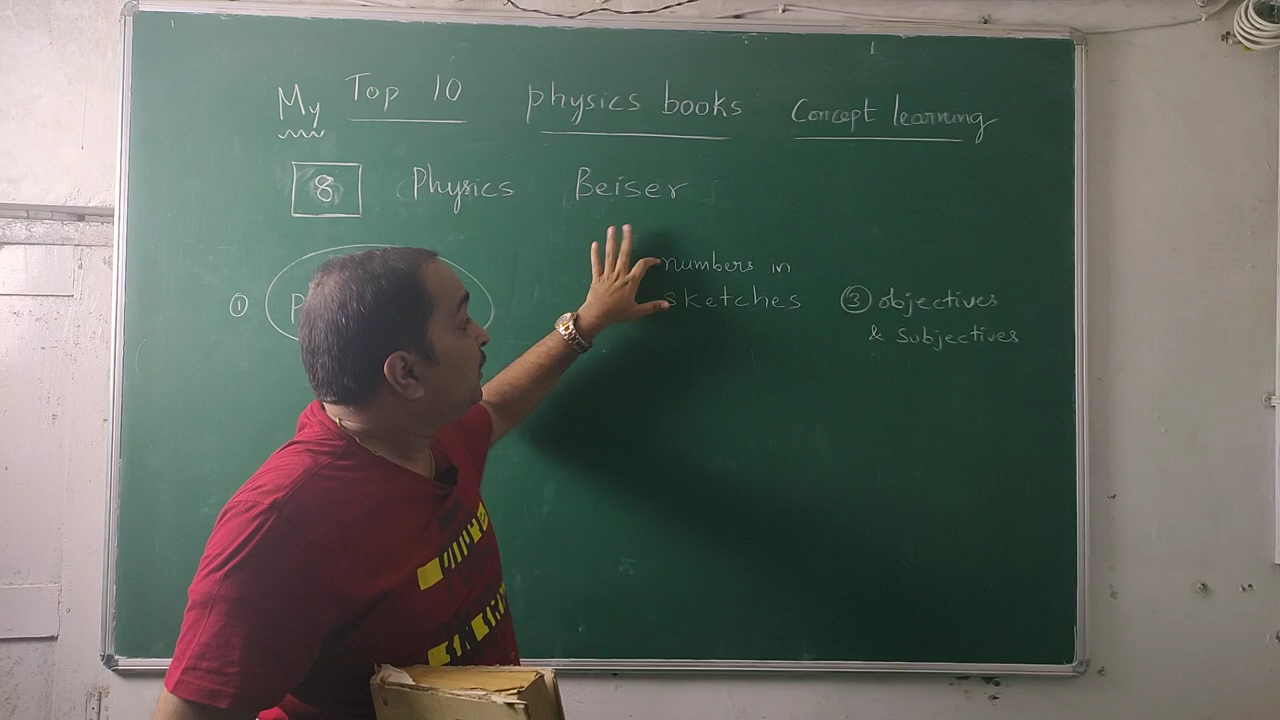 My Top 10 physics books Concept learning
8 Physics Beiser
numbers in
① sketches ③ objectives
& subjectives